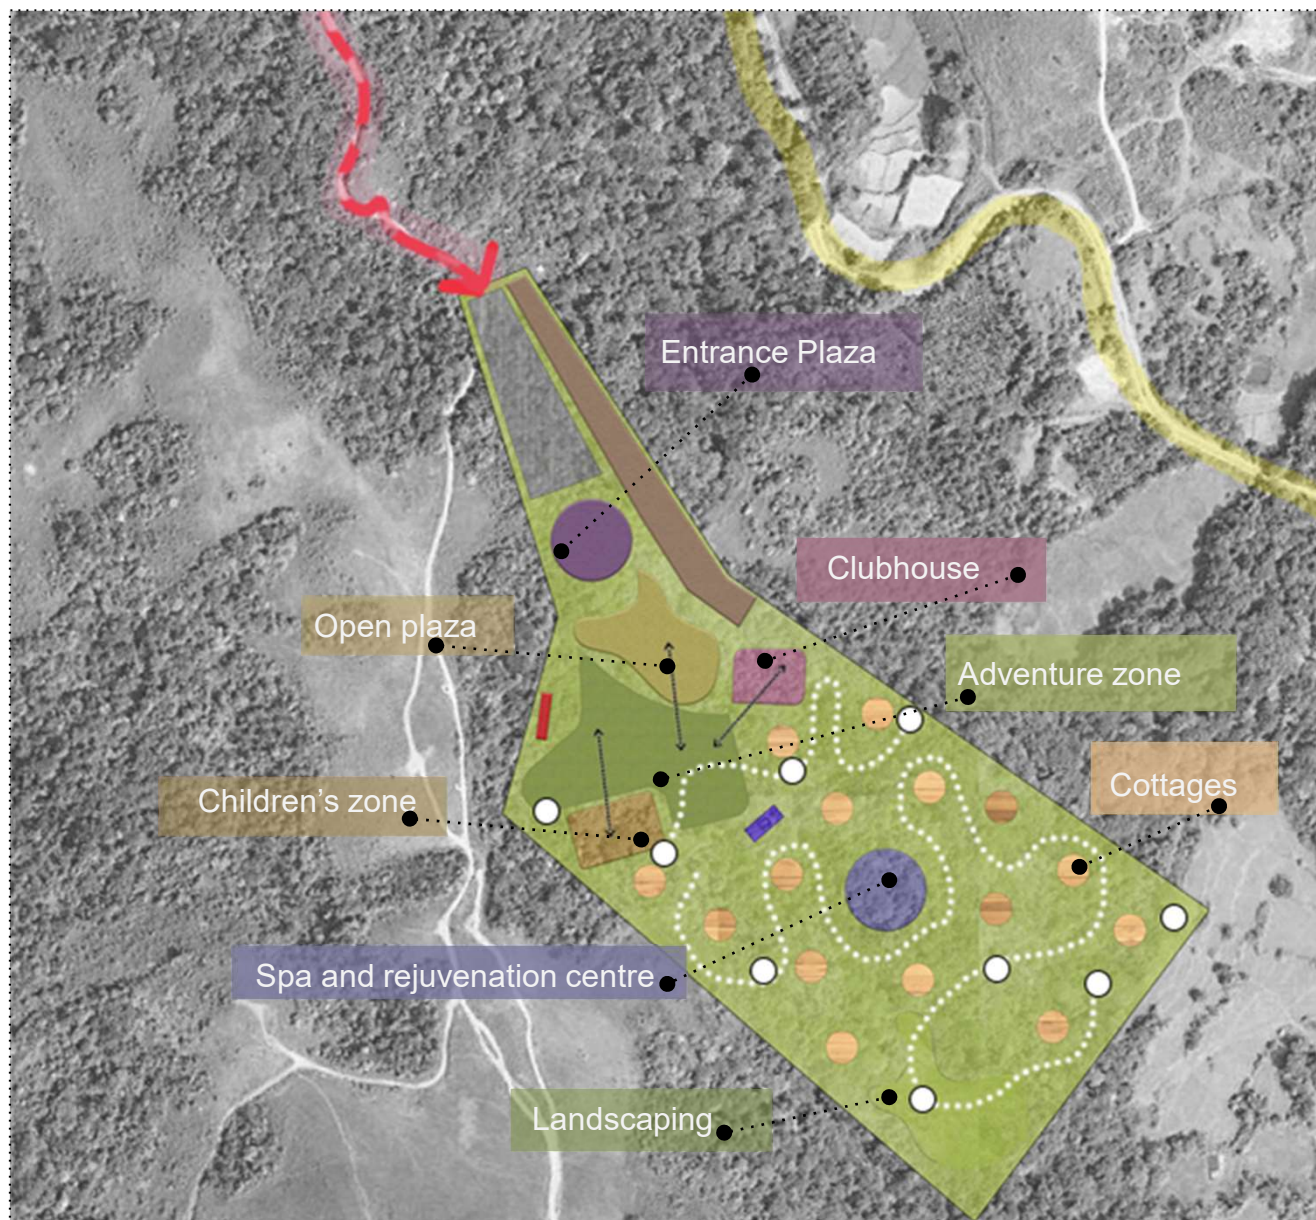 Entrance Plaza
Clubhouse
Open plaza
Adventure zone
Cottages
Children's zone
Spa and rejuvenation centre
Landscaping